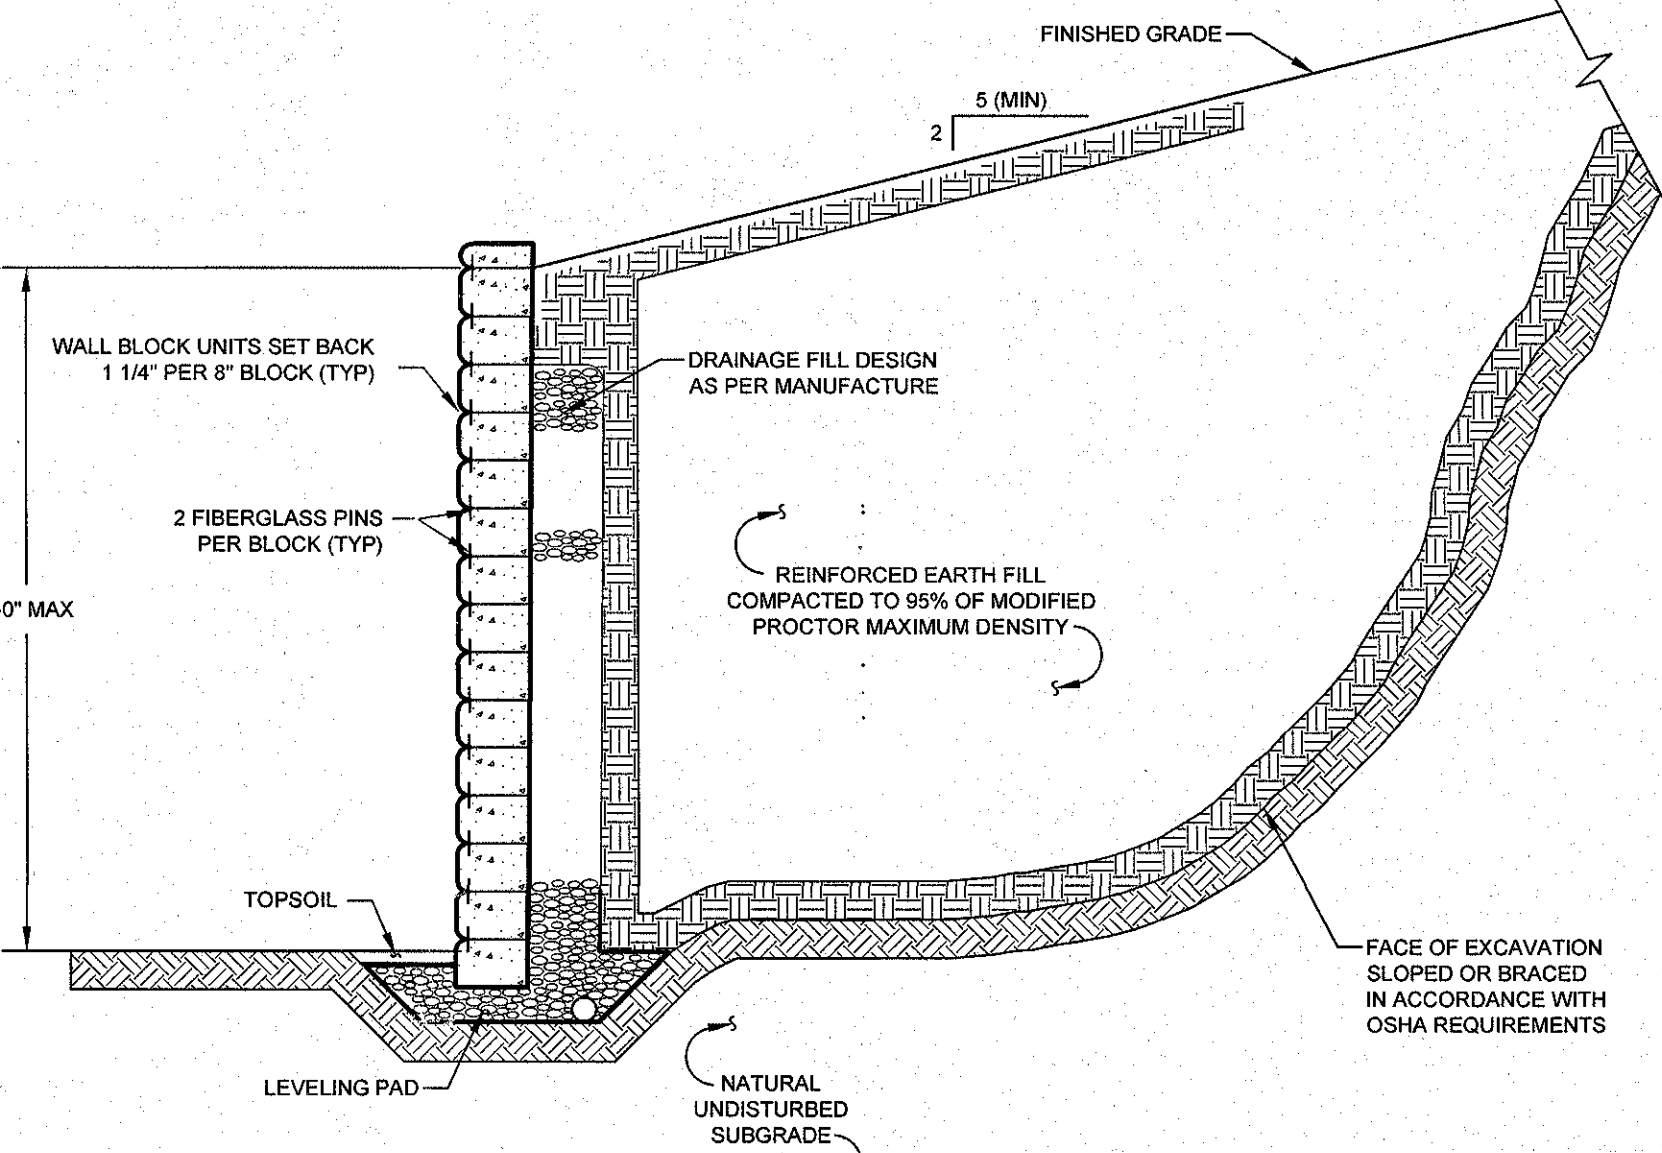 FINISHED GRADE
5 (MIN)
2
WALL BLOCK UNITS SET BACK
1 1/4" PER 8" BLOCK (TYP)
DRAINAGE FILL DESIGN
AS PER MANUFACTURE
2 FIBERGLASS PINS
PER BLOCK (TYP)
REINFORCED EARTH FILL
COMPACTED TO 95% OF MODIFIED
PROCTOR MAXIMUM DENSITY
0" MAX
TOPSOIL
FACE OF EXCAVATION
SLOPED OR BRACED
IN ACCORDANCE WITH
OSHA REQUIREMENTS
LEVELING PAD
NATURAL
UNDISTURBED
SUBGRADE